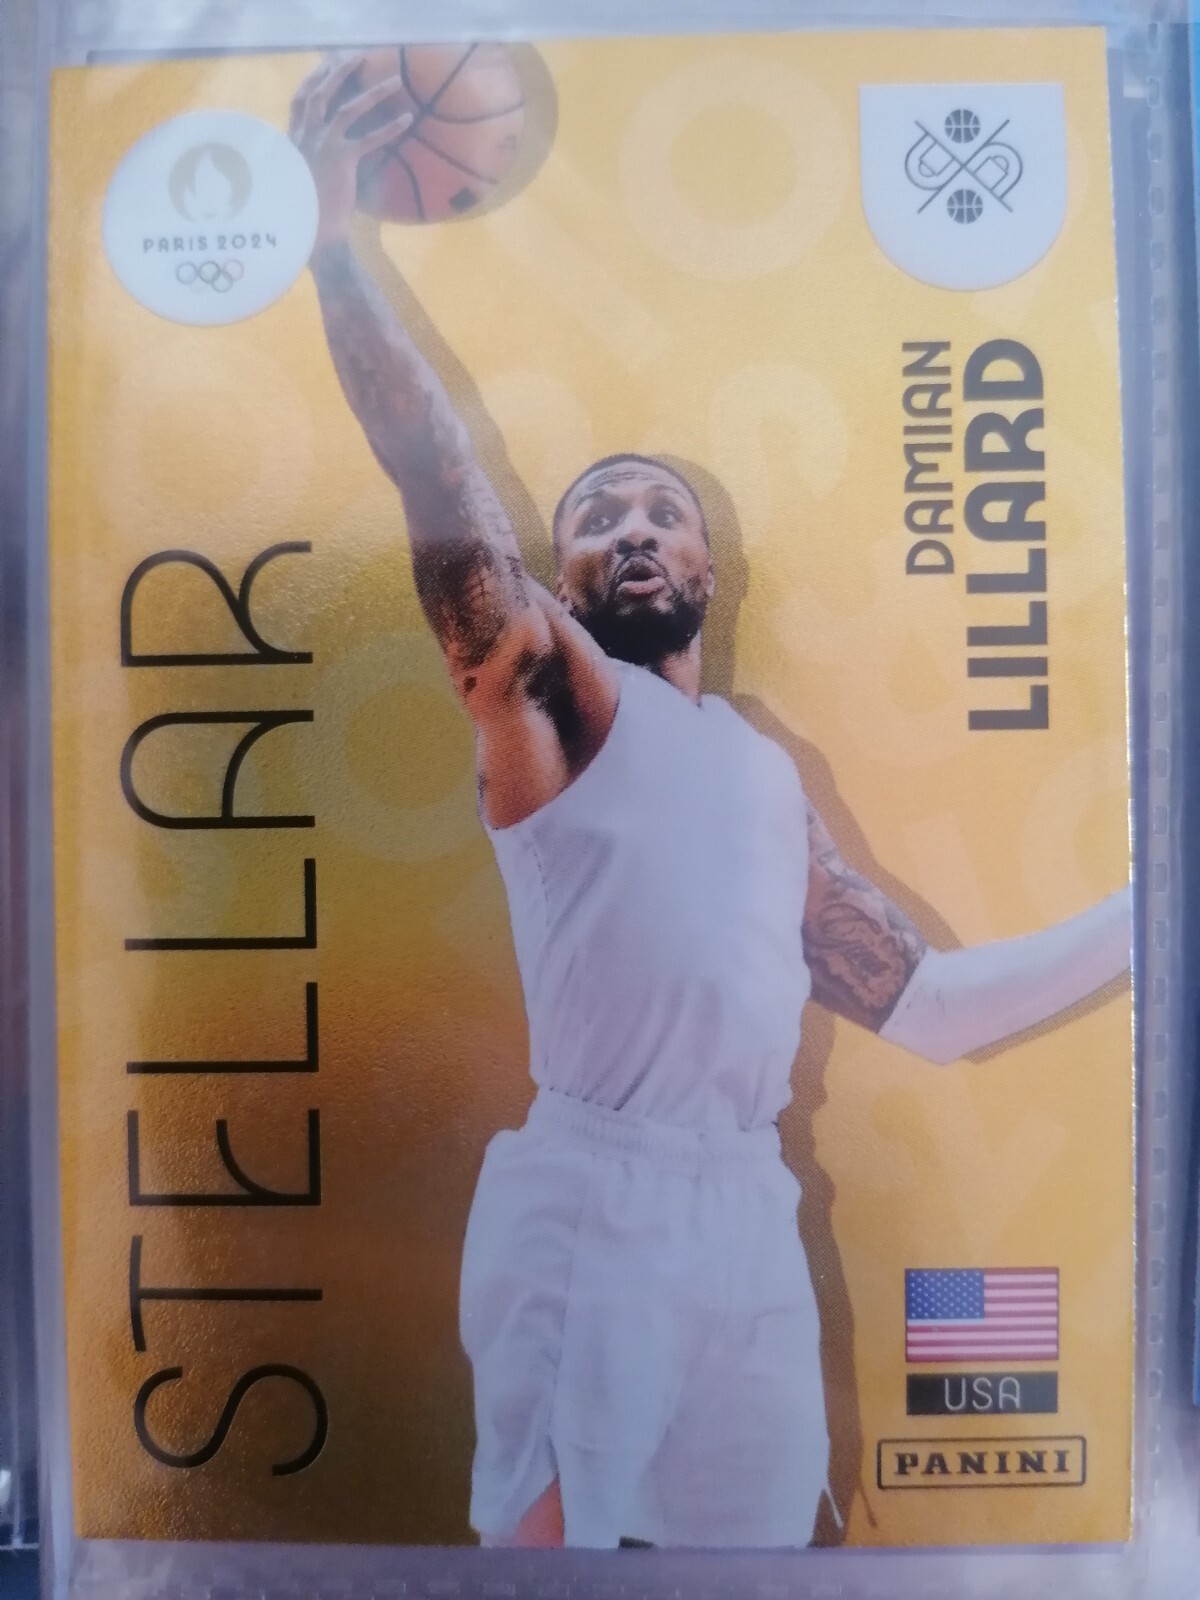 PARIS 2024
DAMIAN
LILLARD
STELLAR
USA
PANINI